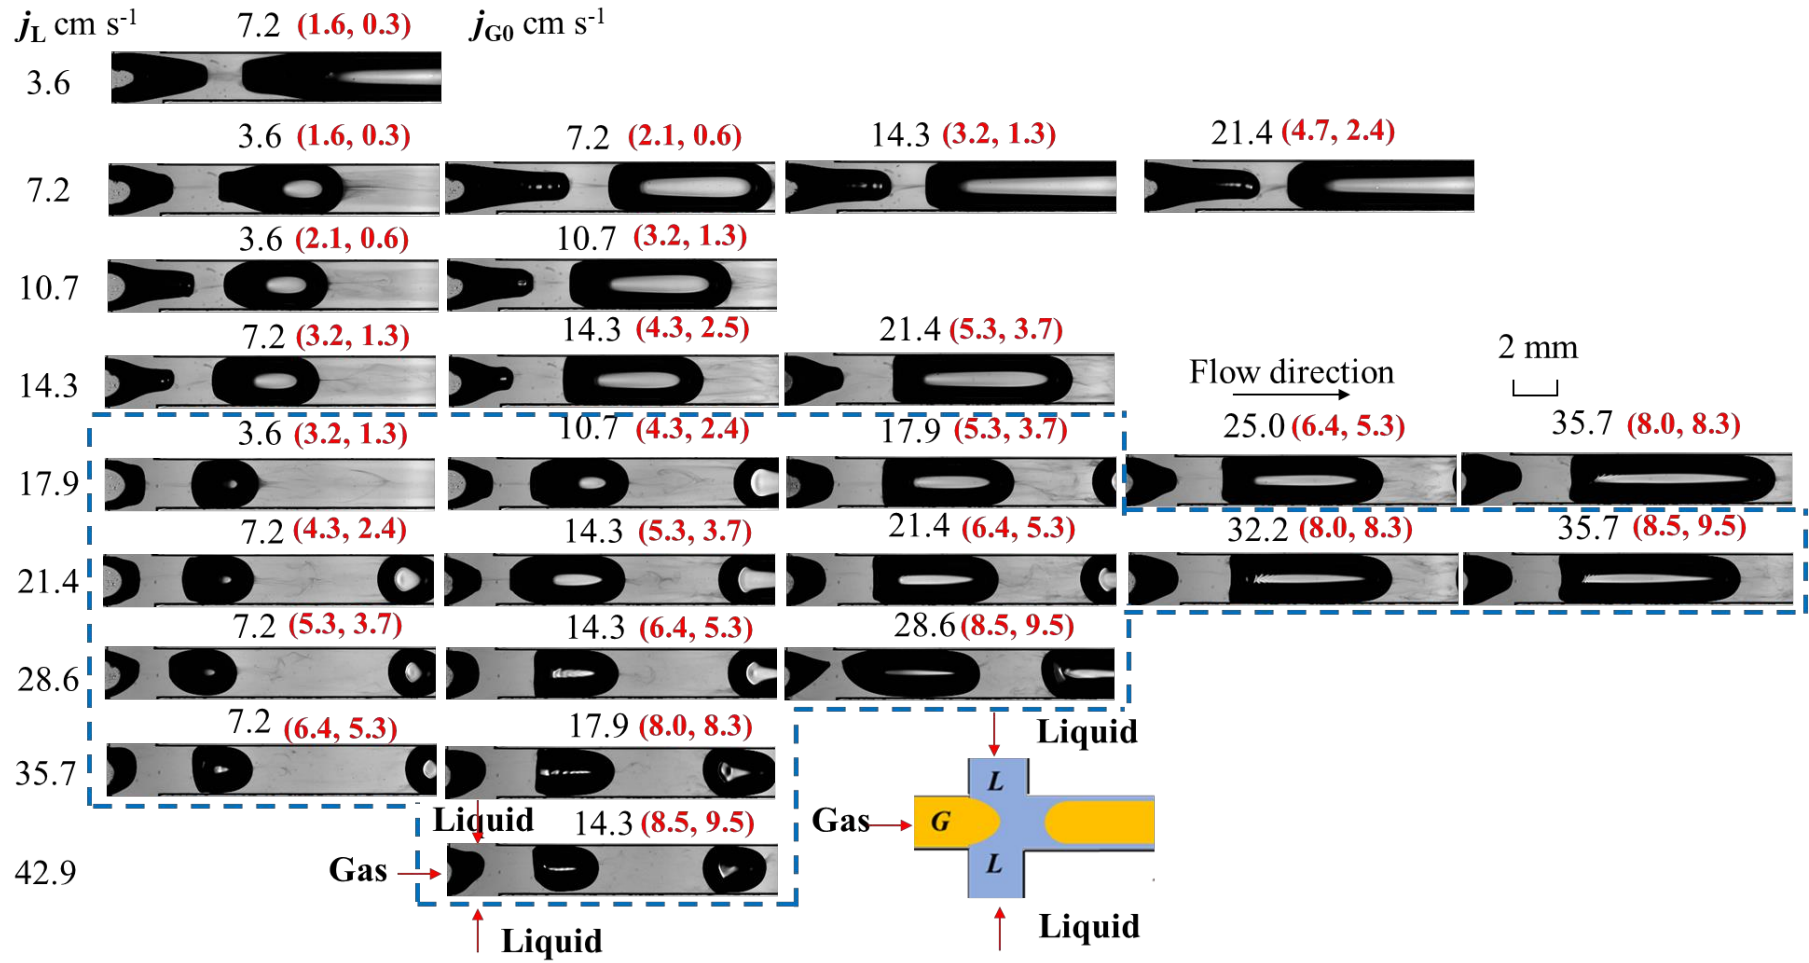 jL cm s-1 7.2 (1.6, 0.3) jG0 cm s-1
3.6
3.6 (1.6, 0.3) 7.2 (2.1, 0.6) 14.3 (3.2, 1.3) 21.4 (4.7, 2.4)
7.2
3.6 (2.1, 0.6) 10.7 (3.2, 1.3)
10.7
7.2 (3.2, 1.3) 14.3 (4.3, 2.5) 21.4 (5.3, 3.7)
14.3
Flow direction
2 mm
3.6 (3.2, 1.3) 10.7 (4.3, 2.4) 17.9 (5.3, 3.7) 25.0 (6.4, 5.3) 35.7 (8.0, 8.3)
17.9
7.2 (4.3, 2.4) 14.3 (5.3, 3.7) 21.4 (6.4, 5.3) 32.2 (8.0, 8.3) 35.7 (8.5, 9.5)
21.4
7.2 (5.3, 3.7) 14.3 (6.4, 5.3) 28.6 (8.5, 9.5)
28.6
7.2 (6.4, 5.3) 17.9 (8.0, 8.3)
35.7
Liquid 14.3 (8.5, 9.5)
42.9
Gas
Liquid
Liquid
L
Gas
G
L
Liquid